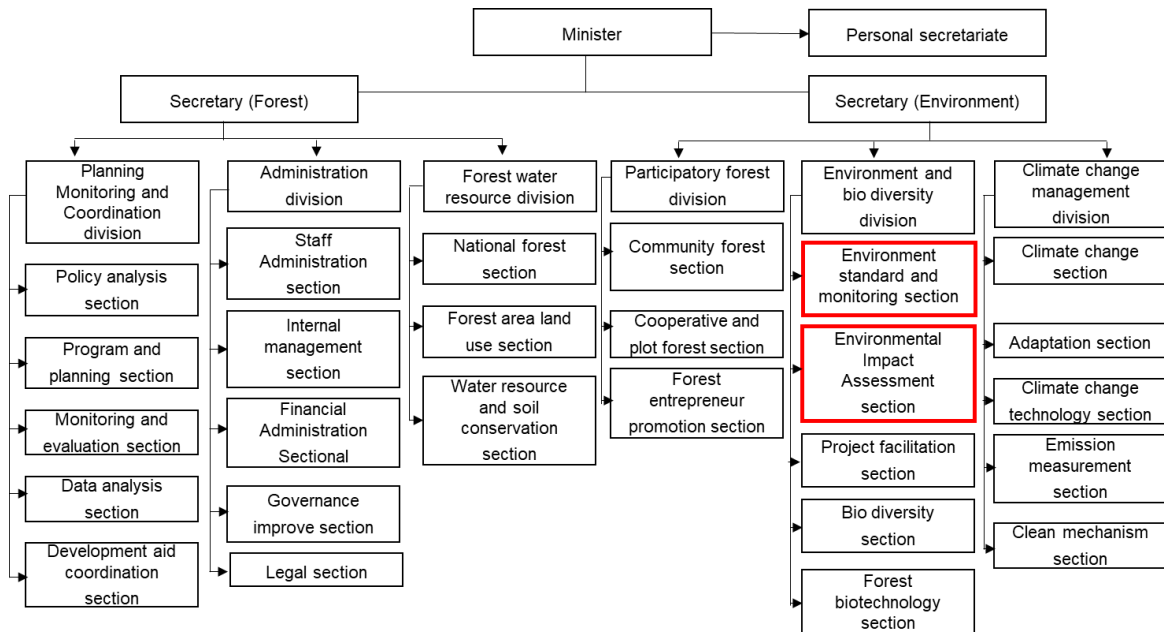 Minister
Personal secretariate
Secretary (Forest)
Secretary (Environment)
Planning
Monitoring and
Coordination
division
Policy analysis
section
Program and
planning section
Monitoring and
evaluation section
Data analysis
section
Development aid
coordination
section
Administration
division
Staff
Administration
section
Internal
management
section
Financial
Administration
Sectional
Governance
improve section
Legal section
Forest water
resource division
National forest
section
Forest area land
use section
Water resource
and soil
conservation
section
Participatory forest
division
Community forest
section
Cooperative and
plot forest section
Forest
entrepreneur
promotion section
Environment and
bio diversity
division
Environment
standard and
monitoring section
Environmental
Impact
Assessment
section
Project facilitation
section
Bio diversity
section
Forest
biotechnology
section
Climate change
management
division
Climate change
section
Adaptation section
Climate change
technology section
Emission
measurement
section
Clean mechanism
section